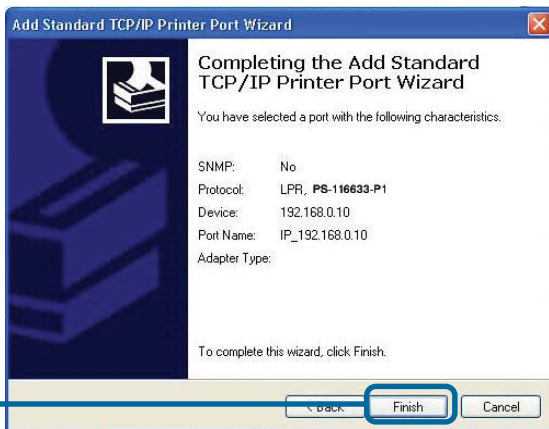 Add Standard TCP/IP Printer Port Wizard
Completing the Add Standard
TCP/IP Printer Port Wizard
You have selected a port with the following characteristics.
SNMP: No
Protocol: LPR, PS-116633-P1
Device: 192.168.0.10
Port Name: IP_192.168.0.10
Adapter Type:
To complete this wizard, click Finish.
< Back Finish Cancel